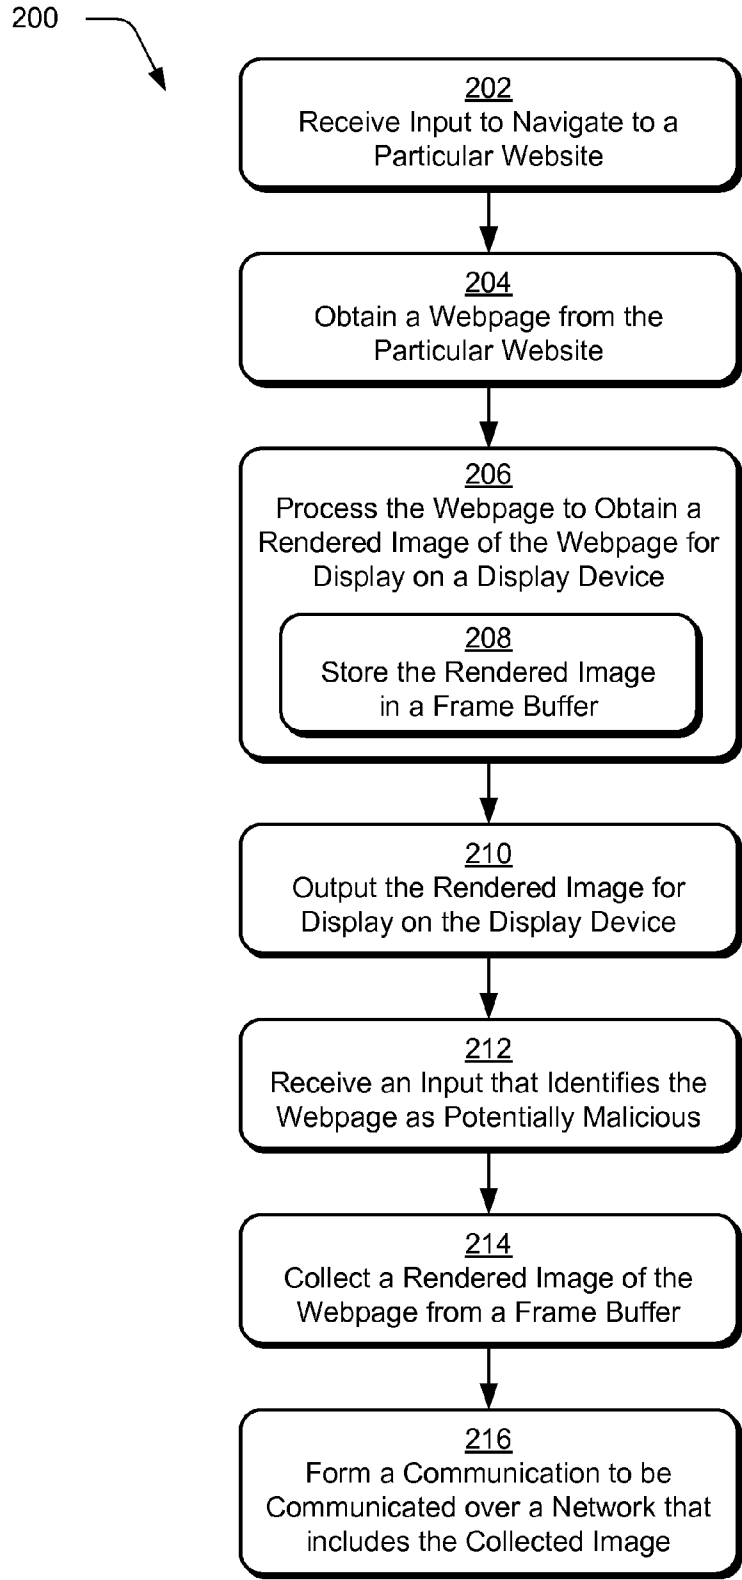 200
202
Receive Input to Navigate to a
Particular Website
204
Obtain a Webpage from the
Particular Website
206
Process the Webpage to Obtain a
Rendered Image of the Webpage for
Display on a Display Device
208
Store the Rendered Image
in a Frame Buffer
210
Output the Rendered Image for
Display on the Display Device
212
Receive an Input that Identifies the
Webpage as Potentially Malicious
214
Collect a Rendered Image of the
Webpage from a Frame Buffer
216
Form a Communication to be
Communicated over a Network that
includes the Collected Image